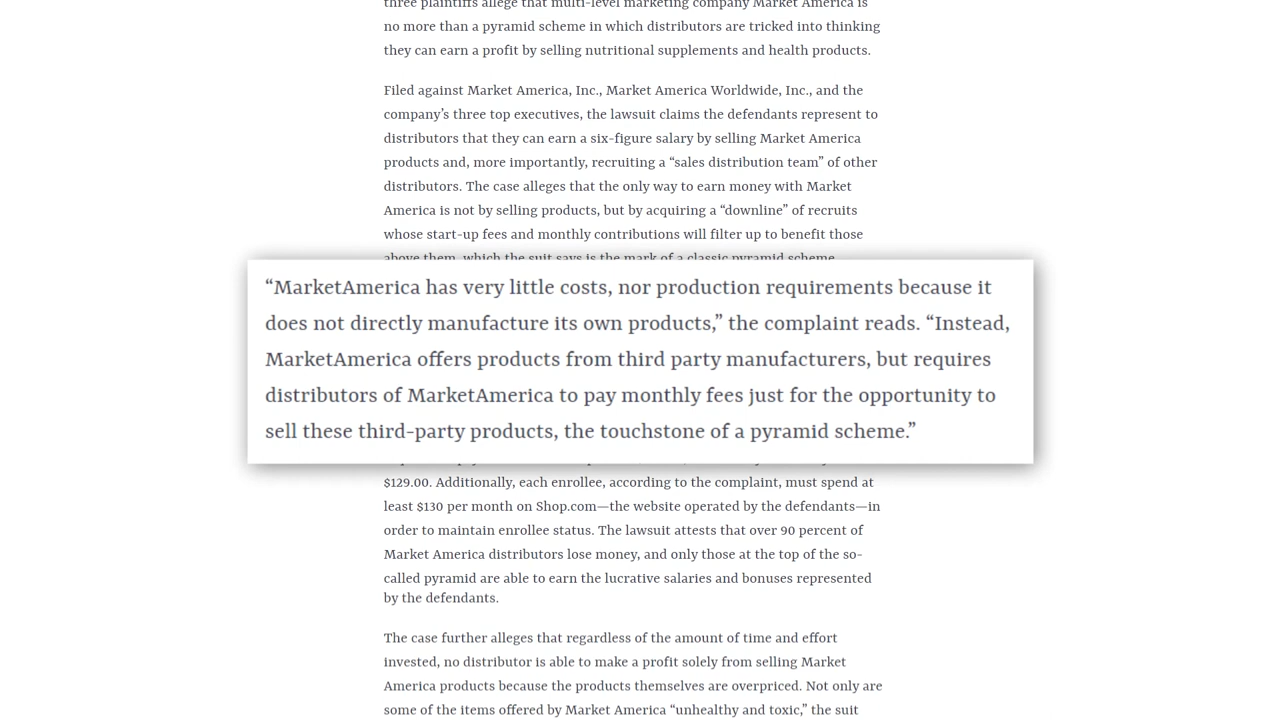 three plaintiffs allege that multi-level marketing company Market America is
no more than a pyramid scheme in which distributors are tricked into thinking
they can earn a profit by selling nutritional supplements and health products.
Filed against Market America, Inc., Market America Worldwide, Inc., and the
company’s three top executives, the lawsuit claims the defendants represent to
distributors that they can earn a six-figure salary by selling Market America
products and, more importantly, recruiting a “sales distribution team” of other
distributors. The case alleges that the only way to earn money with Market
America is not by selling products, but by acquiring a “downline” of recruits
whose start-up fees and monthly contributions will filter up to benefit those
above them, which the suit says is the mark of a classic pyramid scheme.
“MarketAmerica has very little costs, nor production requirements because it
does not directly manufacture its own products,” the complaint reads. “Instead,
MarketAmerica offers products from third party manufacturers, but requires
distributors of MarketAmerica to pay monthly fees just for the opportunity to
sell these third-party products, the touchstone of a pyramid scheme.”
$129.00. Additionally, each enrollee, according to the complaint, must spend at
least $130 per month on Shop.com—the website operated by the defendants—in
order to maintain enrollee status. The lawsuit attests that over 90 percent of
Market America distributors lose money, and only those at the top of the so-
called pyramid are able to earn the lucrative salaries and bonuses represented
by the defendants.
The case further alleges that regardless of the amount of time and effort
invested, no distributor is able to make a profit solely from selling Market
America products because the products themselves are overpriced. Not only are
some of the items offered by Market America “unhealthy and toxic,” the suit